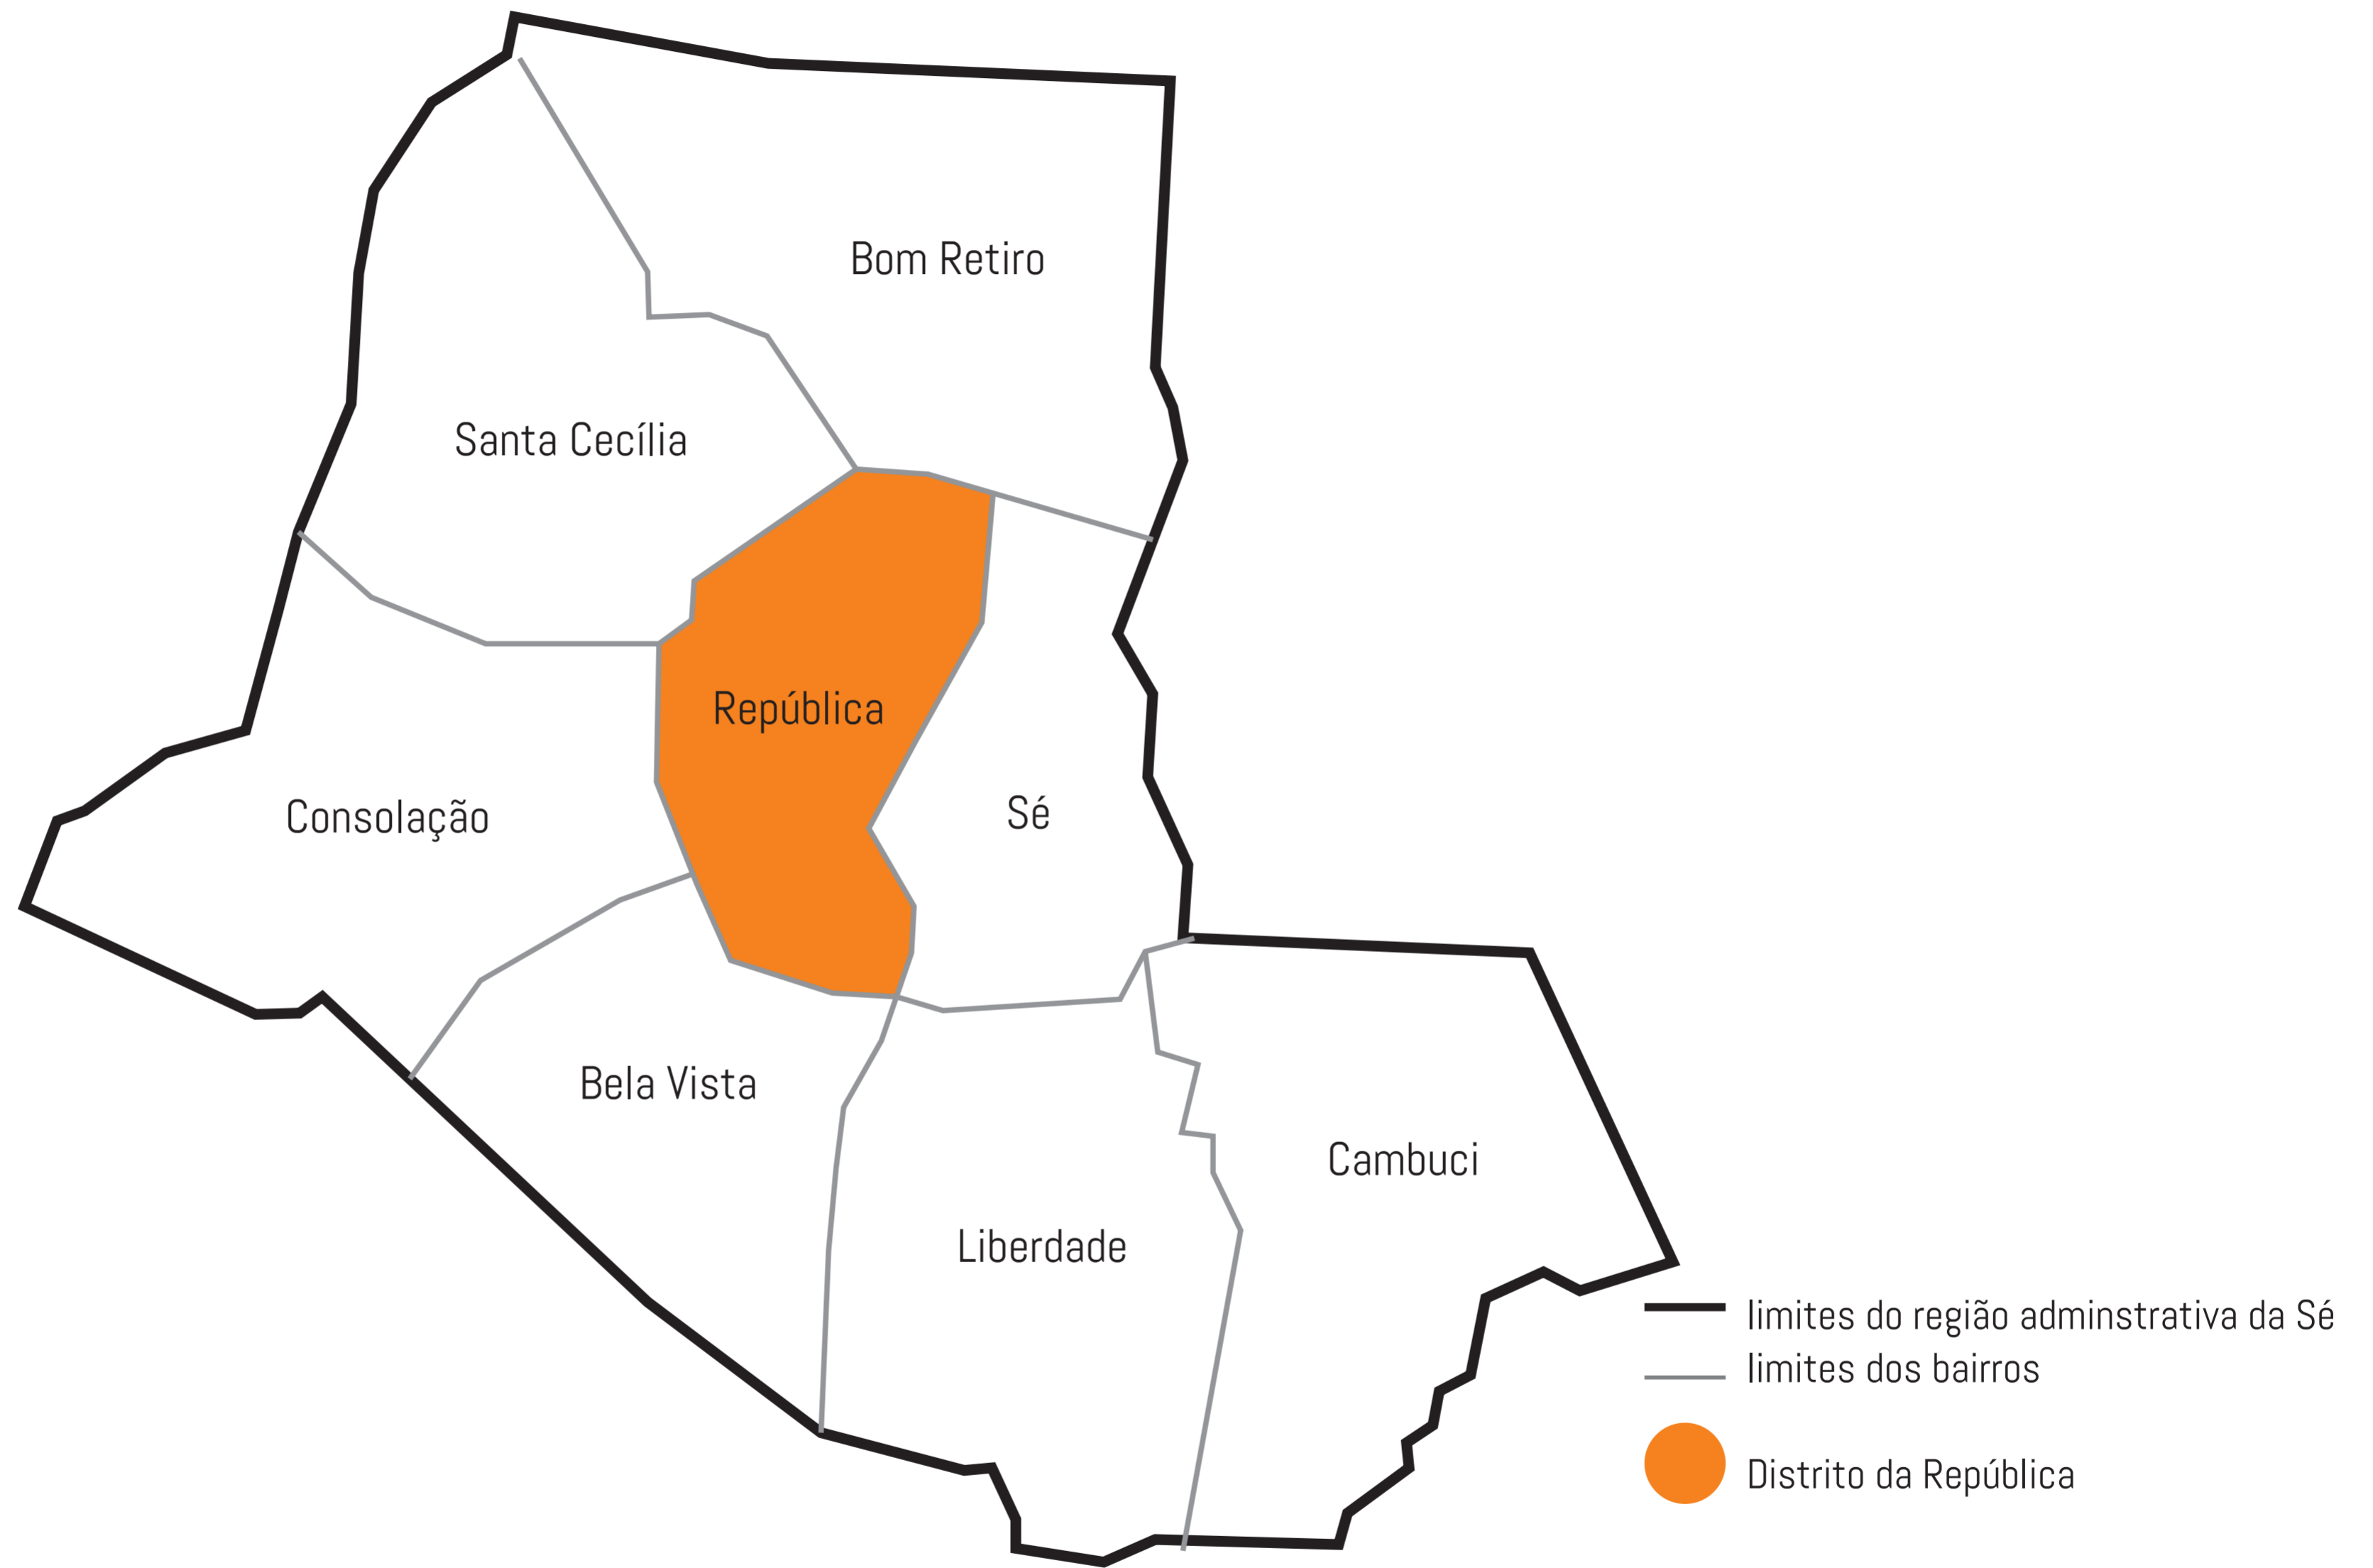 Bom Retiro
Santa Cecília
República
Sé
Consolação
Bela Vista
Cambuci
Liberdade
limites do região adminstrativa da Sé
limites dos bairros
Distrito da República